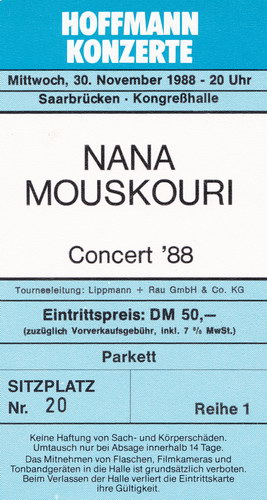 HOFFMANN
KONZERTE
Mittwoch, 30. November 1988 - 20 Uhr
Saarbrücken · Kongreßhalle
NANA
MOUSKOURI
Concert '88
Tourneeleitung: Lippmann + Rau GmbH & Co. KG
Eintrittspreis: DM 50,—
(zuzüglich Vorverkaufsgebühr, inkl. 7 % MwSt.)
Parkett
SITZPLATZ
Nr. 20 Reihe 1
Keine Haftung von Sach- und Körperschäden.
Umtausch nur bei Absage innerhalb 14 Tage.
Das Mitnehmen von Flaschen, Filmkameras und
Tonbandgeräten in die Halle ist grundsätzlich verboten.
Beim Verlassen der Halle verliert die Eintrittskarte
ihre Gültigkeit.